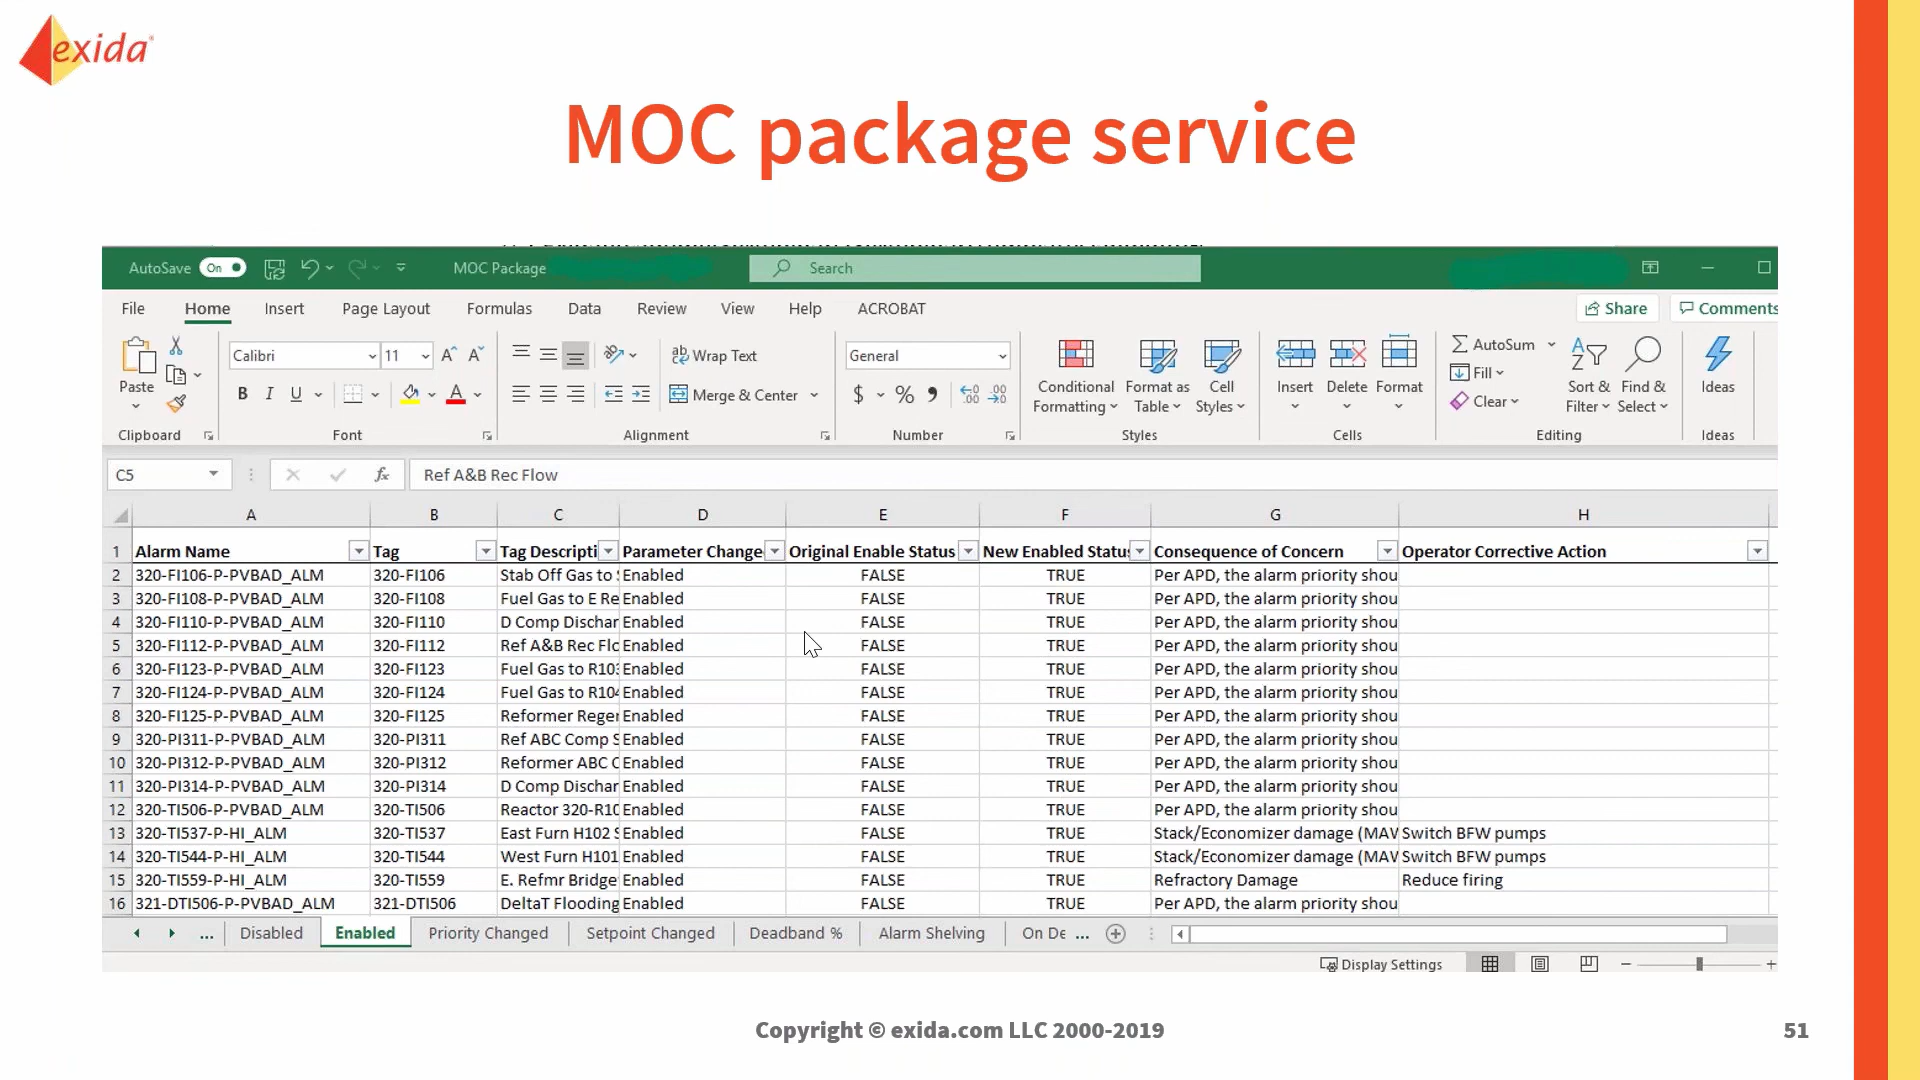 exida
MOC package service
AutoSave On MOC Package Search
File Home Insert Page Layout Formulas Data Review View Help ACROBAT Share Comments
Paste Calibri 11 Wrap Text General Conditional Formatting Format as Table Cell Styles Insert Delete Format AutoSum Fill Clear Sort & Filter Find & Select Ideas
B I U Merge & Center $ % ,
Clipboard Font Alignment Number Styles Cells Editing Ideas
C5 fx Ref A&B Rec Flow
A B C D E F G H
1 Alarm Name Tag Tag Descripti Parameter Change Original Enable Status New Enabled Statu Consequence of Concern Operator Corrective Action
2 320-FI106-P-PVBAD_ALM 320-FI106 Stab Off Gas to Enabled FALSE TRUE Per APD, the alarm priority shou
3 320-FI108-P-PVBAD_ALM 320-FI108 Fuel Gas to E Re Enabled FALSE TRUE Per APD, the alarm priority shou
4 320-FI110-P-PVBAD_ALM 320-FI110 D Comp Dischar Enabled FALSE TRUE Per APD, the alarm priority shou
5 320-FI112-P-PVBAD_ALM 320-FI112 Ref A&B Rec Flo Enabled FALSE TRUE Per APD, the alarm priority shou
6 320-FI123-P-PVBAD_ALM 320-FI123 Fuel Gas to R103 Enabled FALSE TRUE Per APD, the alarm priority shou
7 320-FI124-P-PVBAD_ALM 320-FI124 Fuel Gas to R104 Enabled FALSE TRUE Per APD, the alarm priority shou
8 320-FI125-P-PVBAD_ALM 320-FI125 Reformer Reger Enabled FALSE TRUE Per APD, the alarm priority shou
9 320-PI311-P-PVBAD_ALM 320-PI311 Ref ABC Comp S Enabled FALSE TRUE Per APD, the alarm priority shou
10 320-PI312-P-PVBAD_ALM 320-PI312 Reformer ABC C Enabled FALSE TRUE Per APD, the alarm priority shou
11 320-PI314-P-PVBAD_ALM 320-PI314 D Comp Dischar Enabled FALSE TRUE Per APD, the alarm priority shou
12 320-TI506-P-PVBAD_ALM 320-TI506 Reactor 320-R10 Enabled FALSE TRUE Per APD, the alarm priority shou
13 320-TI537-P-HI_ALM 320-TI537 East Furn H102 S Enabled FALSE TRUE Stack/Economizer damage (MAW Switch BFW pumps
14 320-TI544-P-HI_ALM 320-TI544 West Furn H101 Enabled FALSE TRUE Stack/Economizer damage (MAW Switch BFW pumps
15 320-TI559-P-HI_ALM 320-TI559 E. Refmr Bridge Enabled FALSE TRUE Refractory Damage Reduce firing
16 321-DTI506-P-PVBAD_ALM 321-DTI506 DeltaT Flooding Enabled FALSE TRUE Per APD, the alarm priority shou
... Disabled Enabled Priority Changed Setpoint Changed Deadband % Alarm Shelving On De ...
Display Settings
Copyright © exida.com LLC 2000-2019
51